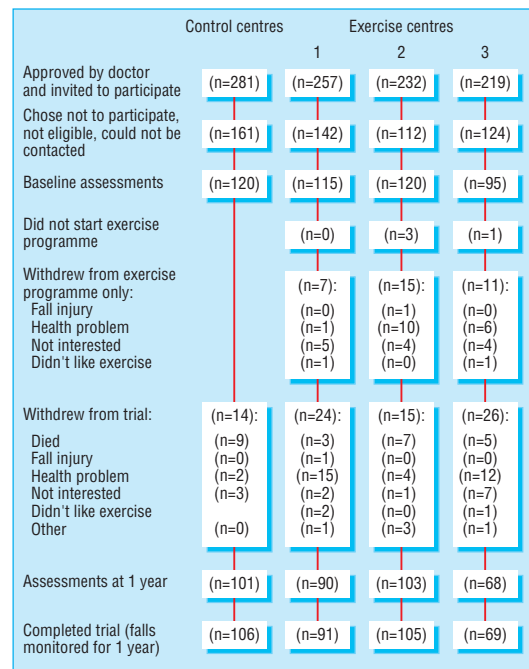 Control centres Exercise centres
1 2 3
Approved by doctor
and invited to participate (n=281) (n=257) (n=232) (n=219)
Chose not to participate,
not eligible, could not be
contacted (n=161) (n=142) (n=112) (n=124)
Baseline assessments (n=120) (n=115) (n=120) (n=95)
Did not start exercise
programme (n=0) (n=3) (n=1)
Withdrew from exercise
programme only: (n=7): (n=15): (n=11):
Fall injury (n=0) (n=1) (n=0)
Health problem (n=1) (n=10) (n=6)
Not interested (n=5) (n=4) (n=4)
Didn't like exercise (n=1) (n=0) (n=1)
Withdrew from trial: (n=14): (n=24): (n=15): (n=26):
Died (n=9) (n=3) (n=7) (n=5)
Fall injury (n=0) (n=1) (n=0) (n=0)
Health problem (n=2) (n=15) (n=4) (n=12)
Not interested (n=3) (n=2) (n=1) (n=7)
Didn't like exercise (n=2) (n=0) (n=1)
Other (n=0) (n=1) (n=3) (n=1)
Assessments at 1 year (n=101) (n=90) (n=103) (n=68)
Completed trial (falls
monitored for 1 year) (n=106) (n=91) (n=105) (n=69)